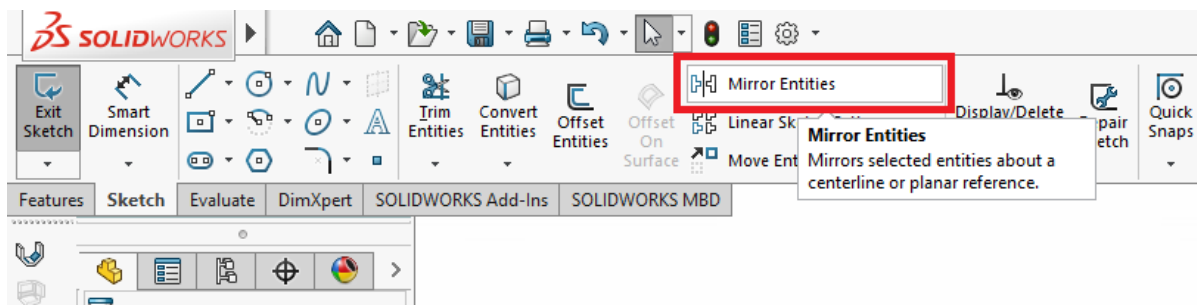 SOLIDWORKS
Exit
Sketch
Smart
Dimension
Trim
Entities
Convert
Entities
Offset
Entities
Offset
On
Surface
Mirror Entities
Linear Sk
Move Ent
Mirror Entities
Mirrors selected entities about a
centerline or planar reference.
Display/Delete
pair
etch
Quick
Snaps
Features Sketch Evaluate DimXpert SOLIDWORKS Add-Ins SOLIDWORKS MBD